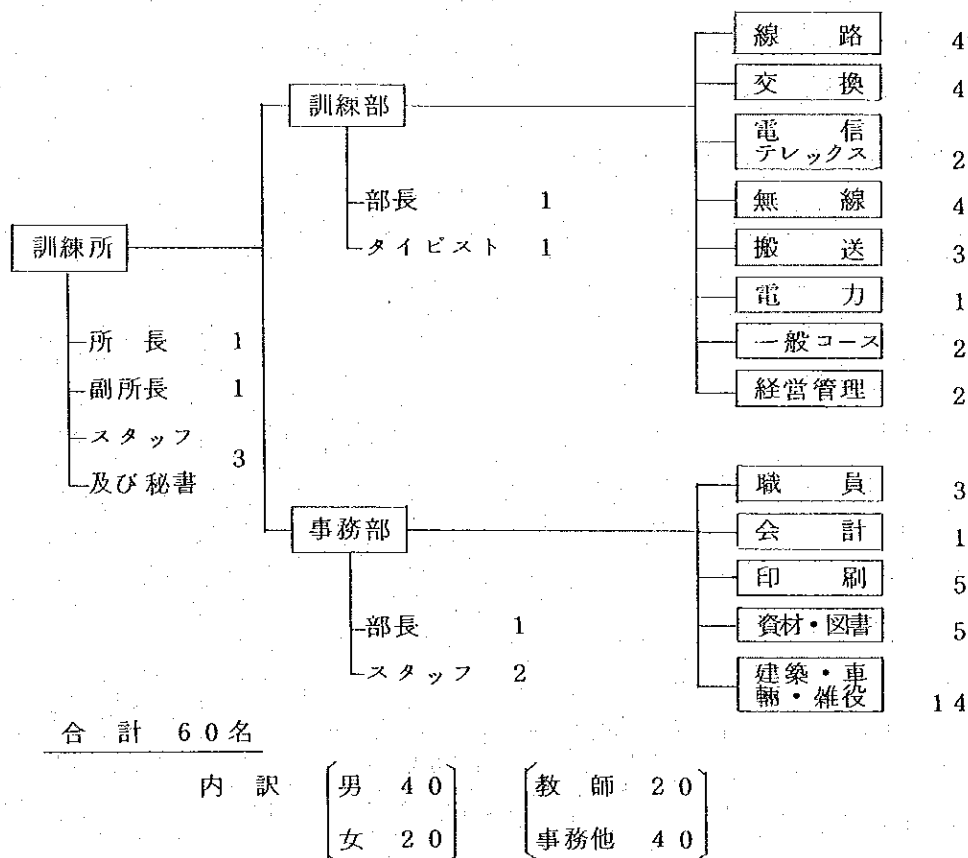 線路 4
交換 4
電信
テレックス 2
訓練部
無線 4
部長 1
タイピスト 1
搬送 3
訓練所
電力 1
所長 1
一般コース 2
副所長 1
経営管理 2
スタッフ
及び秘書 3
職員 3
事務部
会計 1
印刷 5
部長 1
資材・図書 5
スタッフ 2
建築・車
輛・雑役 14
合計 60名
内訳 男 40 教師 20
女 20 事務他 40